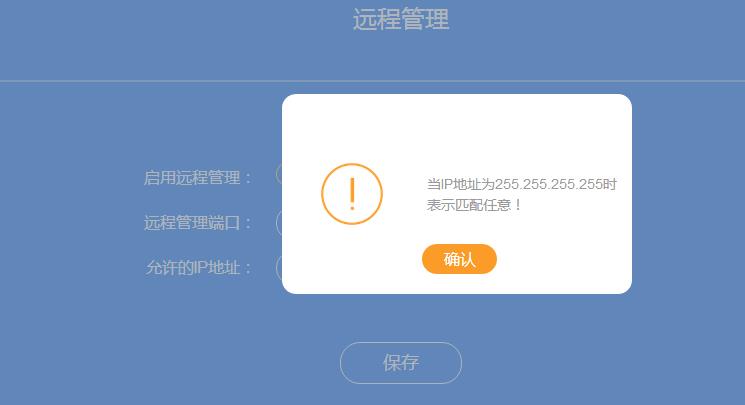 远程管理
启用远程管理：
远程管理端口：
允许的IP地址：
当IP地址为255.255.255.255时
表示匹配任意！
确认
保存